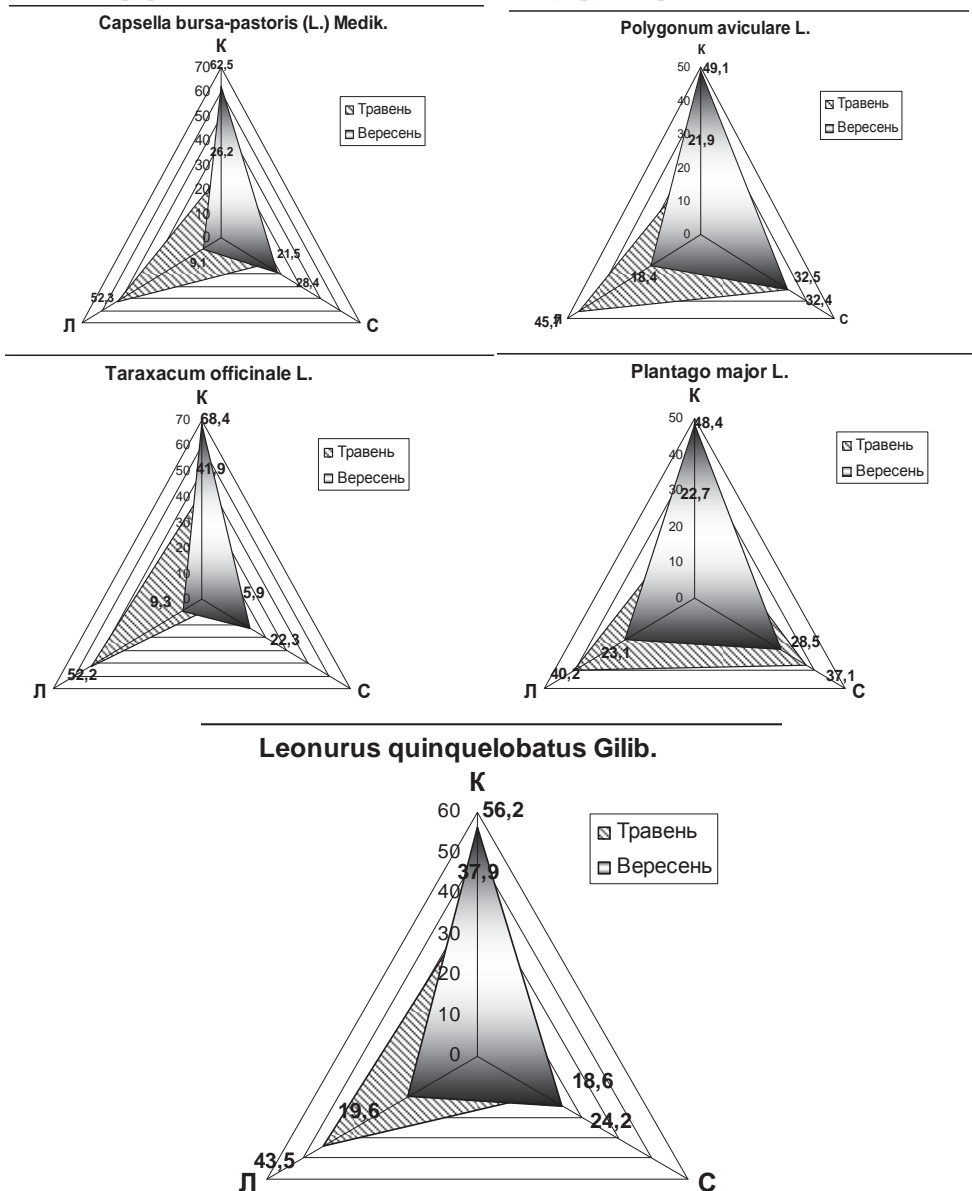 Capsella bursa-pastoris (L.) Medik.
К
70 62,5
60
50
40
26,2
30
20
10
0
21,5
9,1
28,4
52,3
Л
С
Травень
Вересень
Polygonum aviculare L.
К
50 49,1
40
30
21,9
20
10
0
18,4
32,5
32,4
45,7
Л
С
Травень
Вересень
Taraxacum officinale L.
К
70 68,4
60
50 41,9
40
30
20
10
0
9,3
5,9
22,3
52,2
Л
С
Травень
Вересень
Plantago major L.
К
50 48,4
40
30 22,7
20
10
0
28,5
23,1
40,2
37,1
Л
С
Травень
Вересень
Leonurus quinquelobatus Gilib.
К
60 56,2
50
37,9
40
30
20
10
0
18,6
19,6
24,2
43,5
Л
С
Травень
Вересень